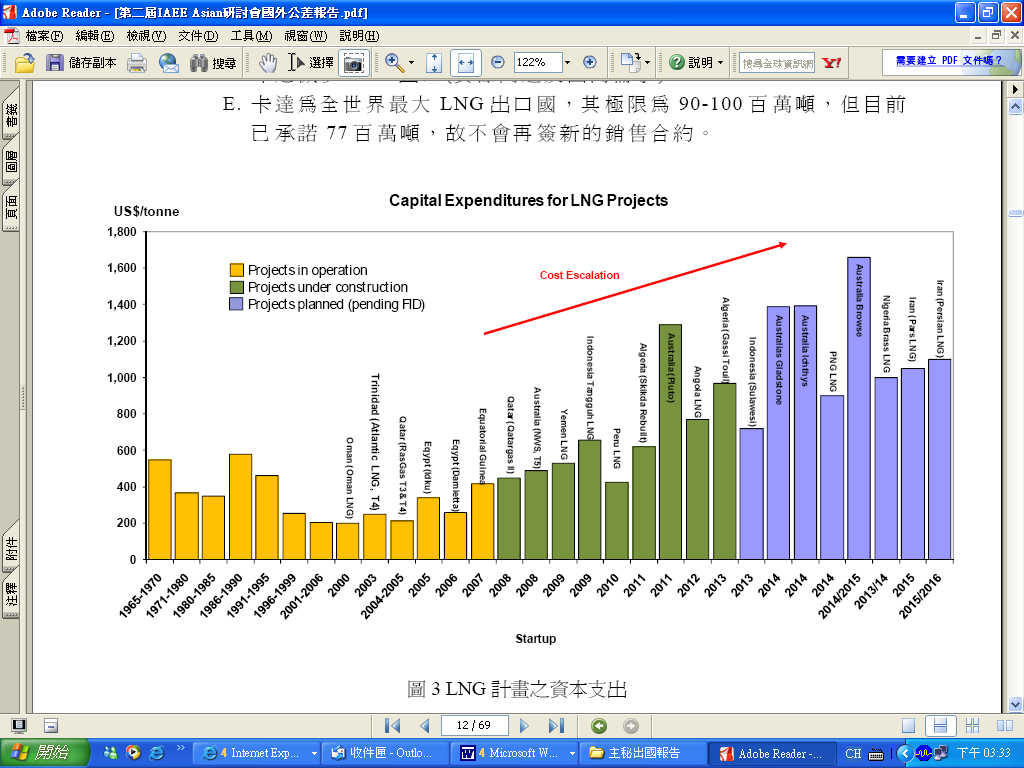 Adobe Reader - [第二屆IAEE Asian研討會國外公差報告.pdf]
檔案(F) 編輯(E) 檢視(V) 文件(D) 工具(M) 視窗(W) 說明(H)
儲存副本 搜尋 選擇 122% 說明 搜尋全球資訊網 Y! 需要建立 PDF 文件嗎？
書籤
圖層
頁面
附件
注釋
E. 卡達為全世界最大 LNG 出口國，其極限為 90-100 百萬噸，但目前
已承諾 77 百萬噸，故不會再簽新的銷售合約。
Capital Expenditures for LNG Projects
US$/tonne
1,800
1,600
1,400
1,200
1,000
800
600
400
200
0
Projects in operation
Projects under construction
Projects planned (pending FID)
Cost Escalation
Oman (Oman LNG)
Trinidad (Atlantic LNG, T4)
Qatar (RasGas T3 & T4)
Egypt (Idku)
Egypt (Damietta)
Equatorial Guinea
Qatar (Qatargas II)
Australia (NWS, T5)
Yemen LNG
Indonesia Tangguh LNG
Peru LNG
Algeria (Skikda Rebuilt)
Australia (Pluto)
Angola LNG
Algeria (Gassi Touil)
Indonesia (Sulawesi)
Australias Gladstone
Australia Ichthys
PNG LNG
Australia Browse
Nigeria Brass LNG
Iran (Pars LNG)
Iran (Persian LNG)
1965-1970
1971-1980
1980-1985
1986-1990
1991-1995
1996-1999
2001-2006
2000
2003
2004-2005
2005
2006
2007
2008
2008
2009
2009
2010
2011
2011
2012
2013
2013
2014
2014
2014
2014/2015
2013/14
2015
2015/2016
Startup
圖 3 LNG 計畫之資本支出
12 / 69
開始 4 Internet Exp... 收件匣 - Outlo... 4 Microsoft W... 主秘出國報告 Adobe Reader -... CH 下午 03:33